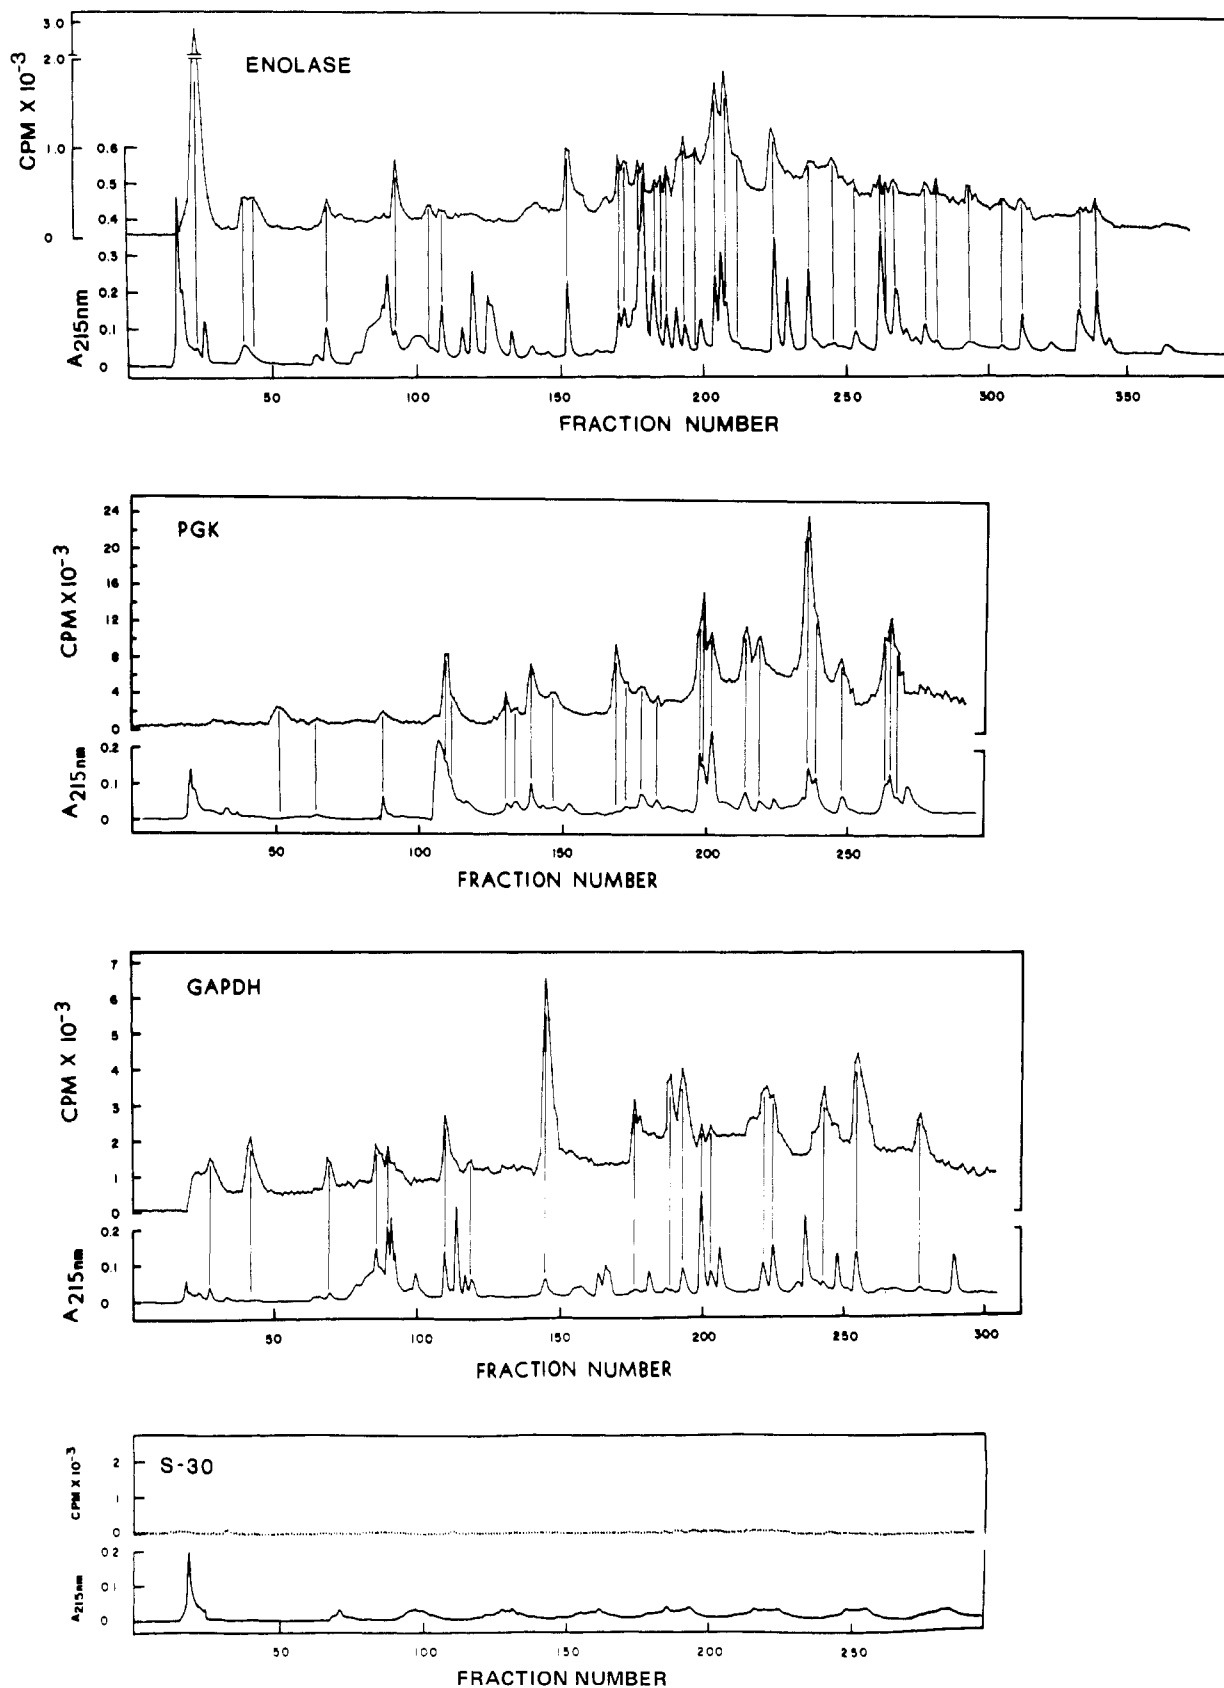 ENOLASE
CPM X 10-3
3.0
2.0
1.0
0
A215nm
0.6
0.5
0.4
0.3
0.2
0.1
0
50 100 150 200 250 300 350
FRACTION NUMBER
PGK
CPM X 10-3
24
20
16
12
8
4
0
A215nm
0.2
0.1
0
50 100 150 200 250
FRACTION NUMBER
GAPDH
CPM X 10-3
7
6
5
4
3
2
1
0
A215nm
0.2
0.1
0
50 100 150 200 250 300
FRACTION NUMBER
S-30
CPM X 10-3
2
1
0
A215nm
0.2
0.1
0
50 100 150 200 250
FRACTION NUMBER